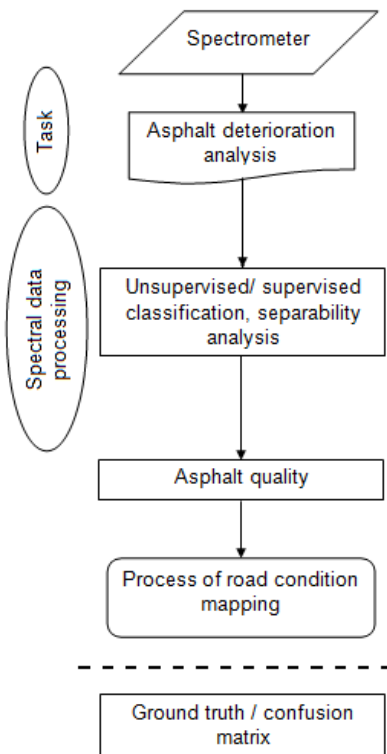 Spectrometer
Task
Asphalt deterioration
analysis
Spectral data
processing
Unsupervised/ supervised
classification, separability
analysis
Asphalt quality
Process of road condition
mapping
Ground truth / confusion
matrix